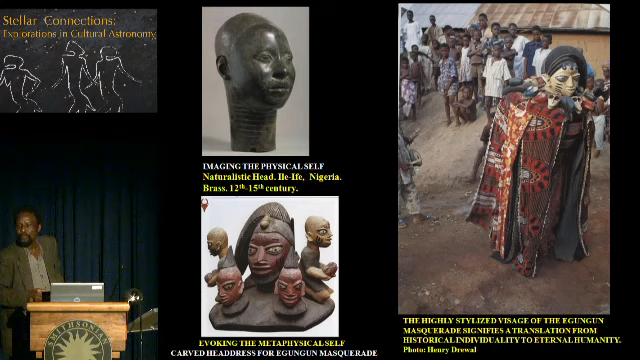 Stellar Connections:
Explorations in Cultural Astronomy
IMAGING THE PHYSICAL SELF
Naturalistic Head. Ile-Ife, Nigeria.
Brass. 12th-15th century.
EVOKING THE METAPHYSICAL SELF
CARVED HEADDRESS FOR EGUNGUN MASQUERADE
THE HIGHLY STYLIZED VISAGE OF THE EGUNGUN
MASQUERADE SIGNIFIES A TRANSLATION FROM
HISTORICAL INDIVIDUALITY TO ETERNAL HUMANITY.
Photo: Henry Drewal
SMITHSONIAN